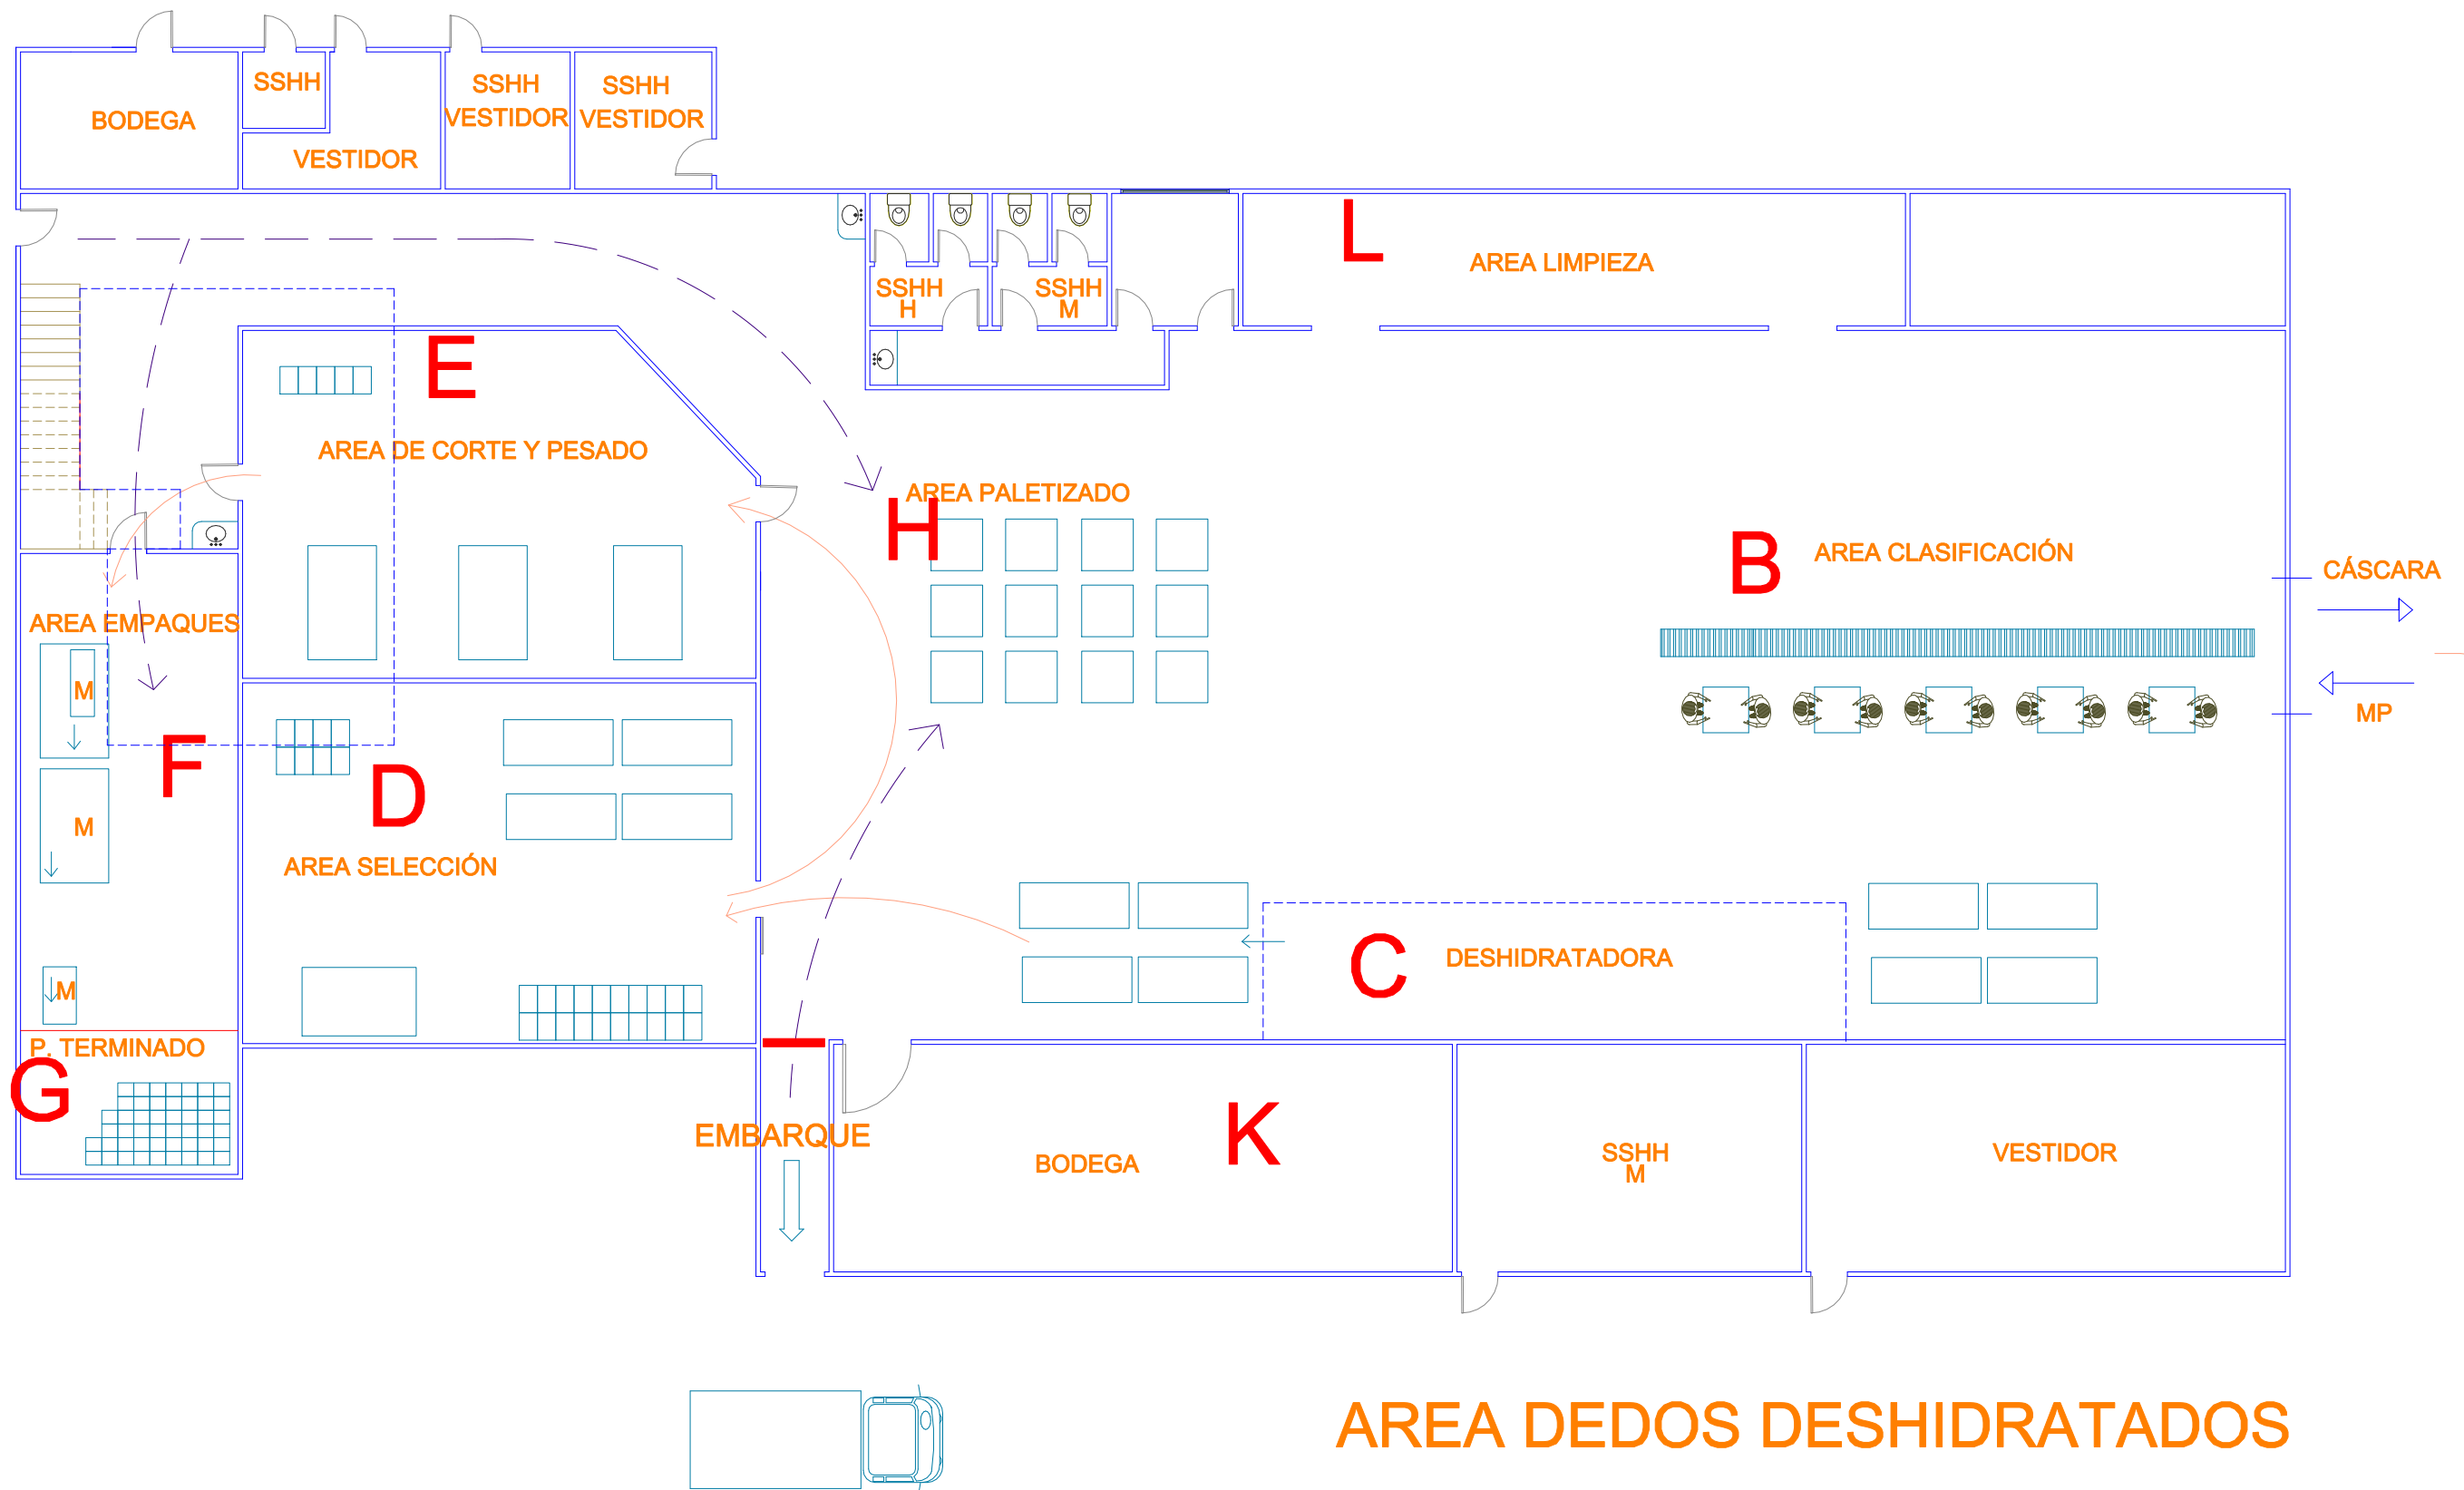 SSHH
SSHH
SSHH
BODEGA
VESTIDOR
VESTIDOR
VESTIDOR
L
AREA LIMPIEZA
SSHH
H
SSHH
M
E
AREA DE CORTE Y PESADO
AREA PALETIZADO
H
B
AREA CLASIFICACIÓN
CÁSCARA
AREA EMPAQUES
M
MP
F
D
M
AREA SELECCIÓN
C
DESHIDRATADORA
M
P. TERMINADO
G
I
EMBARQUE
K
BODEGA
SSHH
M
VESTIDOR
AREA DEDOS DESHIDRATADOS